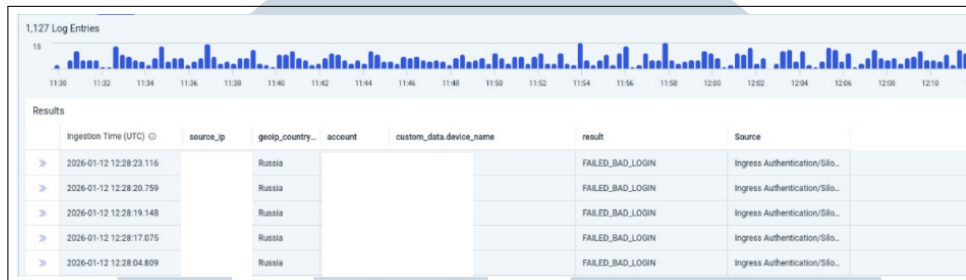 1,127 Log Entries
15
11:30 11:32 11:34 11:36 11:38 11:40 11:42 11:44 11:46 11:48 11:50 11:52 11:54 11:56 11:58 12:00 12:02 12:04 12:06 12:08 12:10
Results
Ingestion Time (UTC) source_ip geoip_country... account custom_data.device_name result Source
2026-01-12 12:28:23.116 Russia FAILED_BAD_LOGIN Ingress Authentication/Silo...
2026-01-12 12:28:20.759 Russia FAILED_BAD_LOGIN Ingress Authentication/Silo...
2026-01-12 12:28:19.148 Russia FAILED_BAD_LOGIN Ingress Authentication/Silo...
2026-01-12 12:28:17.075 Russia FAILED_BAD_LOGIN Ingress Authentication/Silo...
2026-01-12 12:28:04.809 Russia FAILED_BAD_LOGIN Ingress Authentication/Silo...